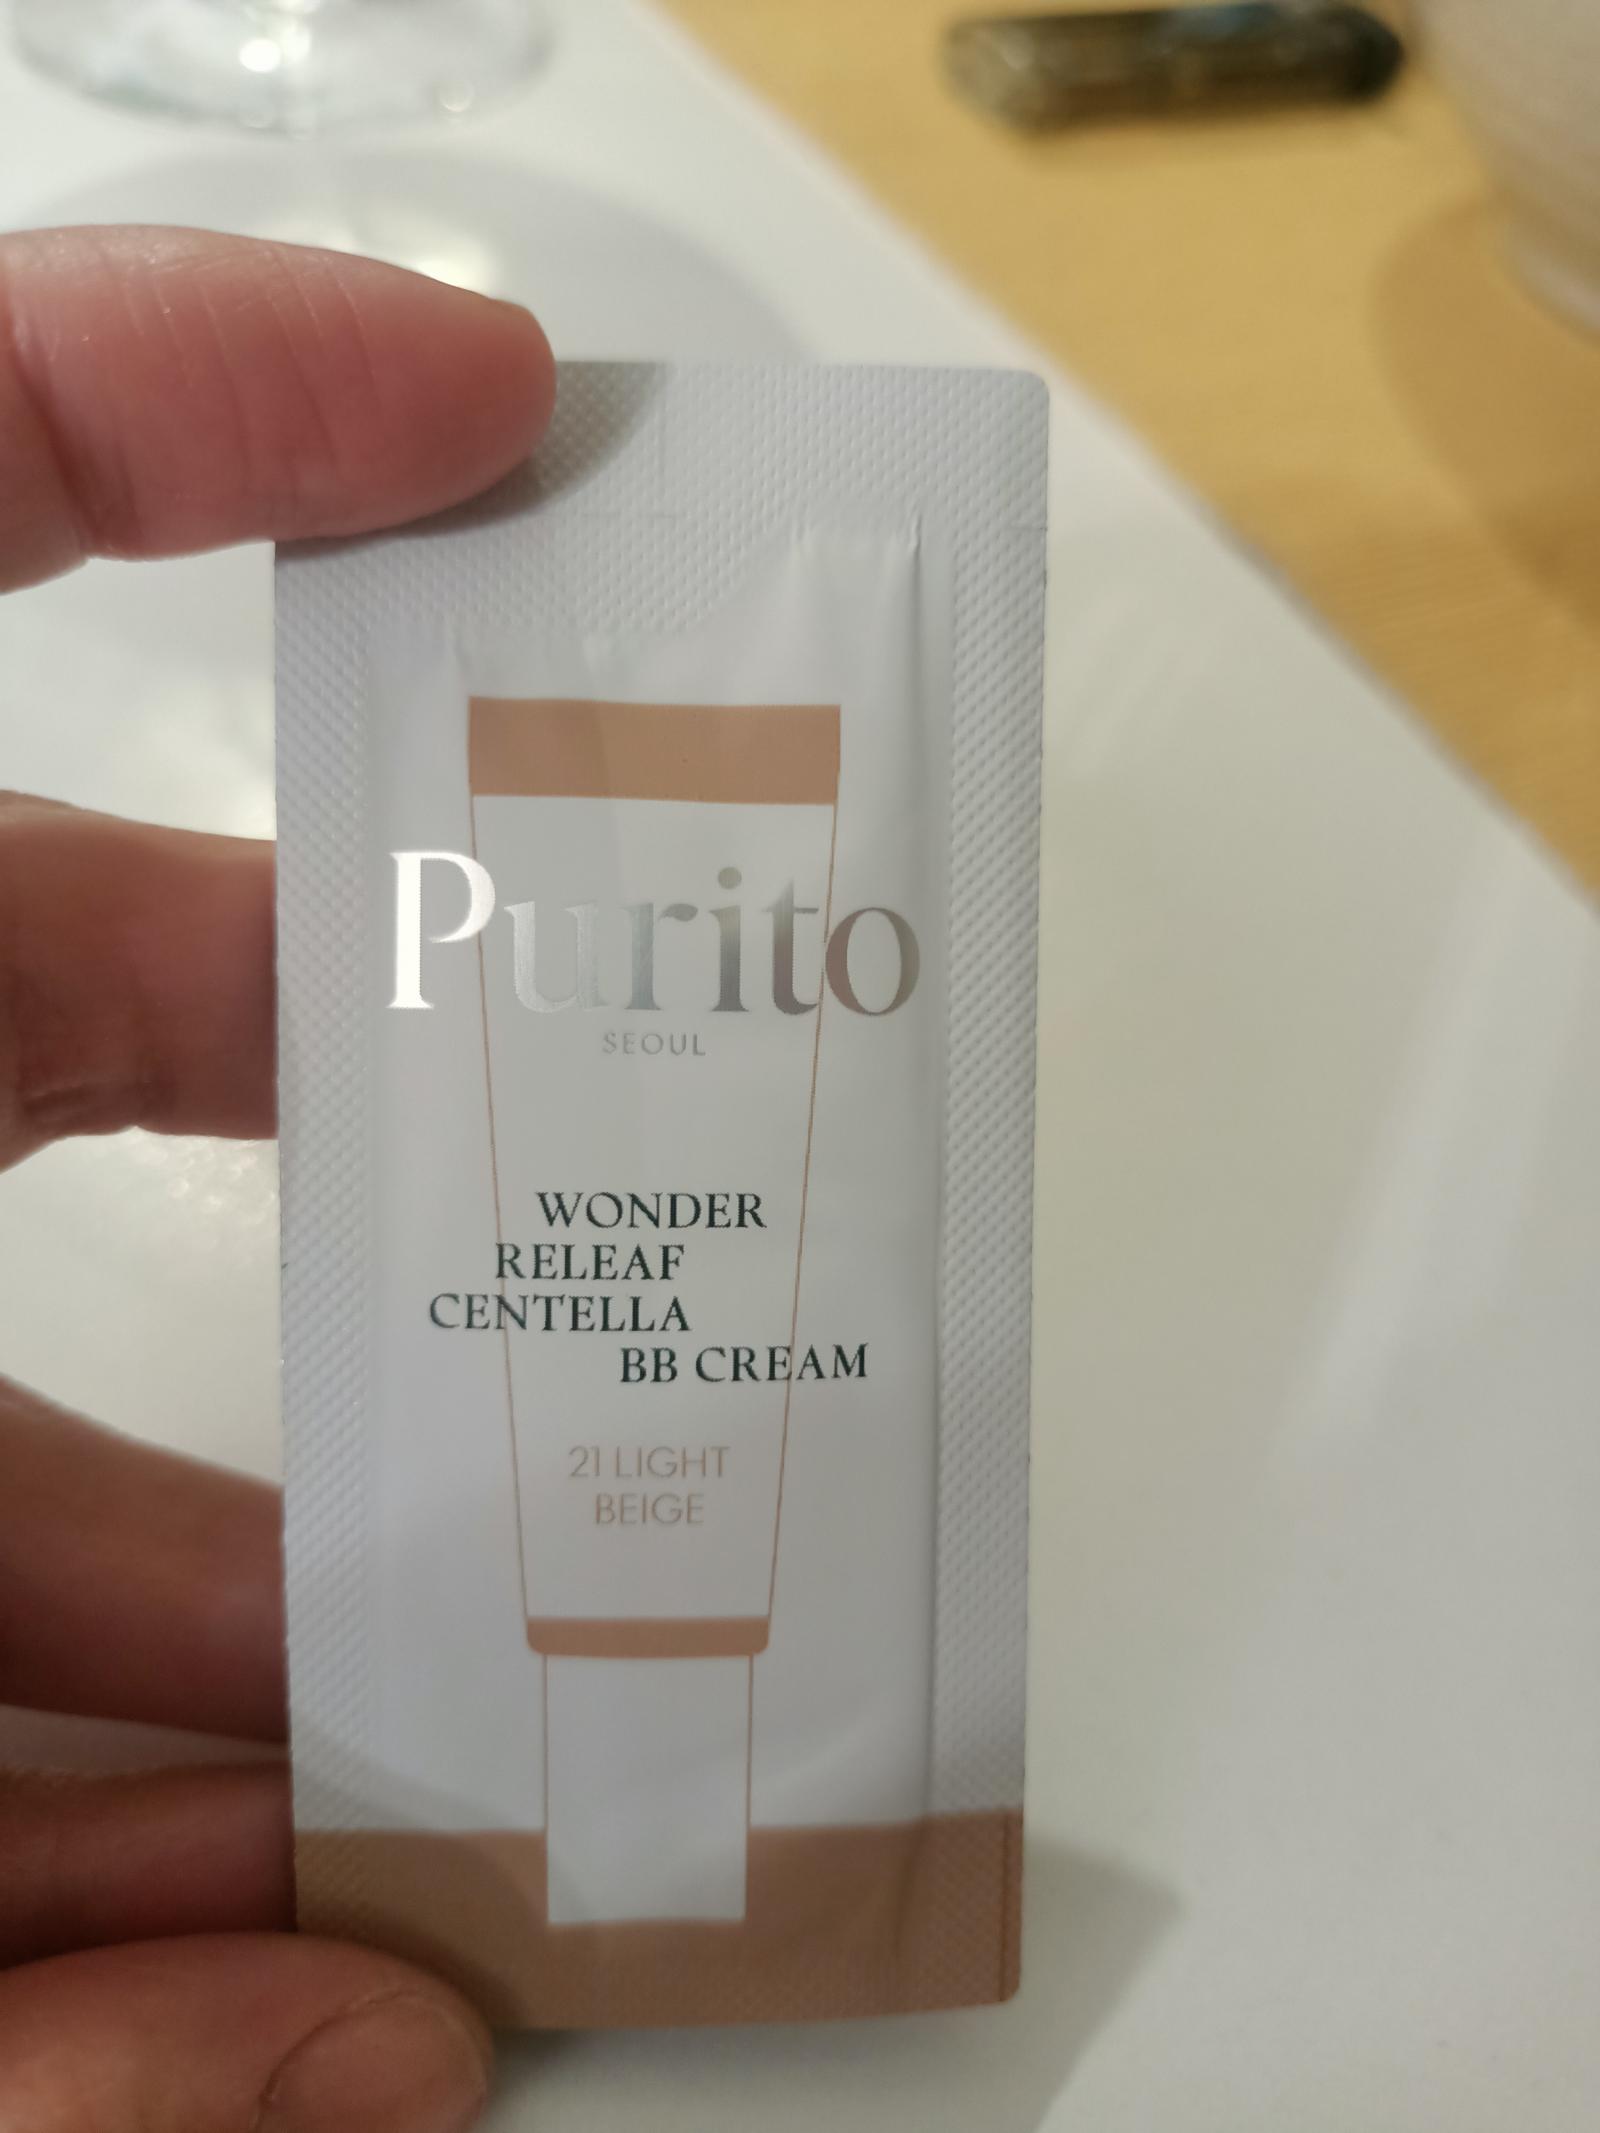 Purito
SEOUL
WONDER
RELEAF
CENTELLA
BB CREAM
21 LIGHT
BEIGE